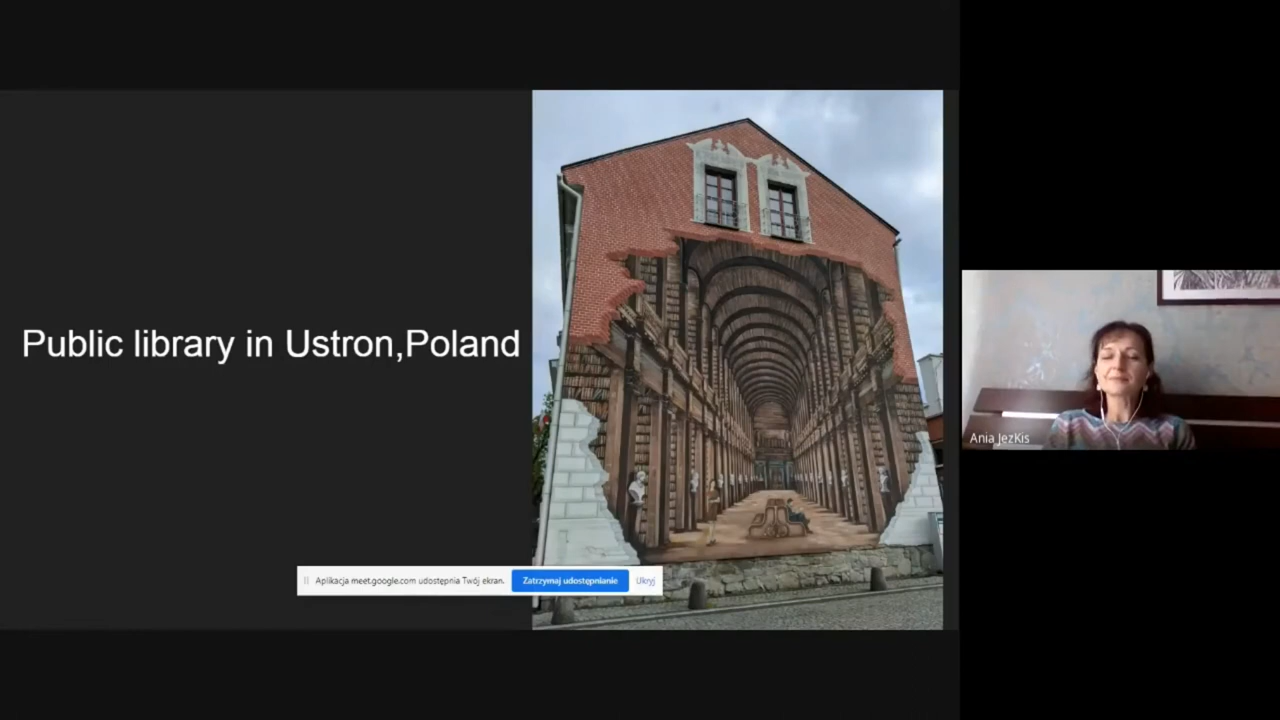 Public library in Ustron,Poland
Aplikacja meet.google.com udostępnia Twój ekran. Zatrzymaj udostępnianie Ukryj
Ania JezKis